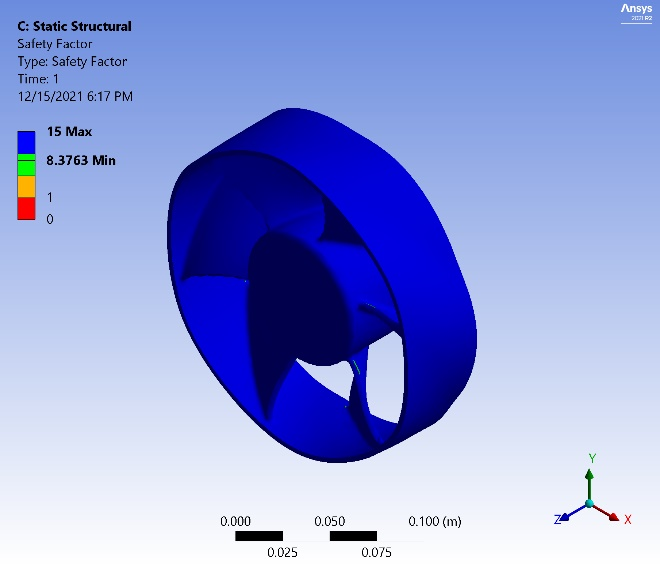 Ansys
2021 R2
C: Static Structural
Safety Factor
Type: Safety Factor
Time: 1
12/15/2021 6:17 PM
15 Max
8.3763 Min
1
0
Y
Z
X
0.000 0.050 0.100 (m)
0.025 0.075